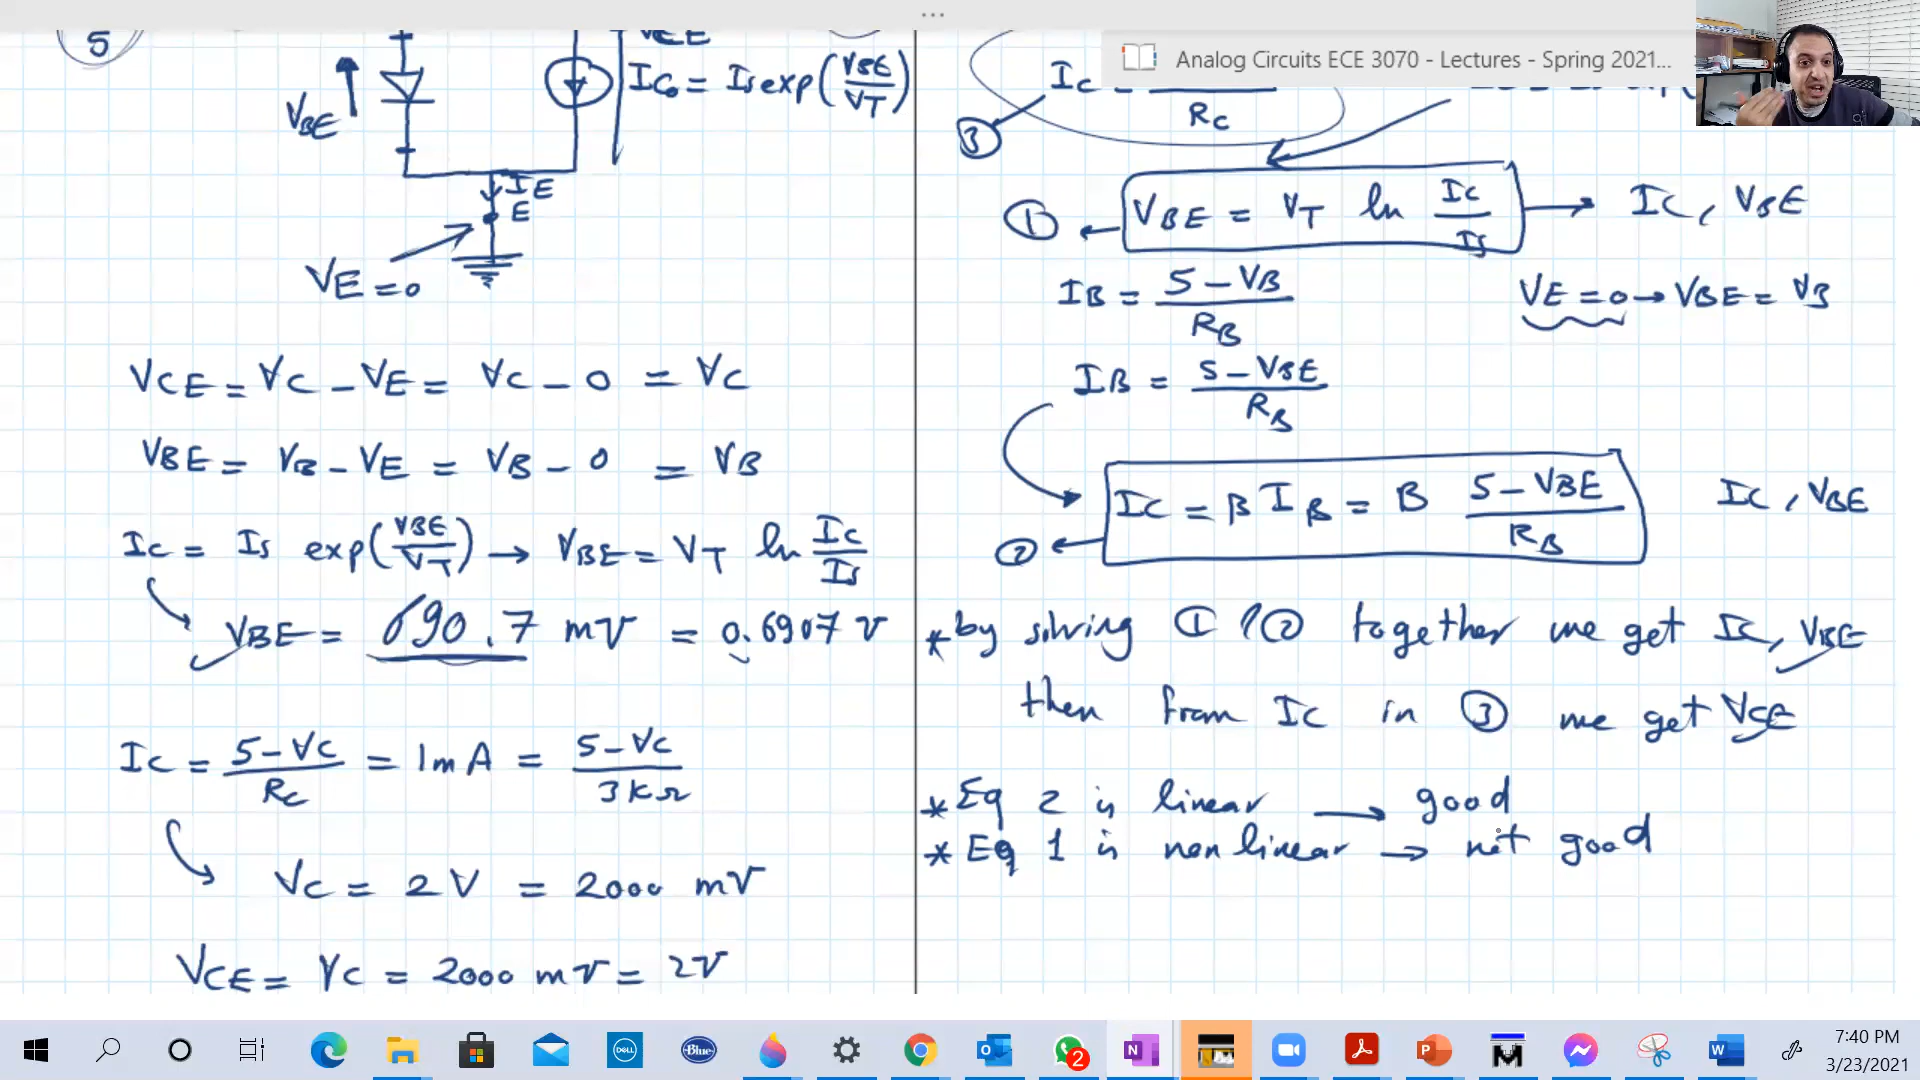 ...
5
VCE
ICo = Is exp(VBE/VT)
VBE
IE
E
VE = 0
VCE = VC - VE = VC - 0 = VC
VBE = VB - VE = VB - 0 = VB
Ic = Is exp(VBE/VT) → VBE = VT ln Ic/Is
VBE = 690.7 mV = 0.6907 V
Ic = 5-VC/RC = 1mA = 5-VC/3KΩ
VC = 2V = 2000 mV
VCE = VC = 2000 mV = 2V
Analog Circuits ECE 3070 - Lectures - Spring 2021...
Ic =
RC
3
1
VBE = VT ln Ic/Is → Ic, VBE
IB = 5-VB/RB
VE = 0 → VBE = VB
IB = 5-VBE/RB
Ic = β IB = β 5-VBE/RB
Ic, VBE
2
*by solving 1 / 2 together we get Ic, VBE
then from Ic in 3 we get VCE
* Eq 2 is linear → good
* Eq 1 is non linear → not good
DELL
Blue
2
7:40 PM
3/23/2021